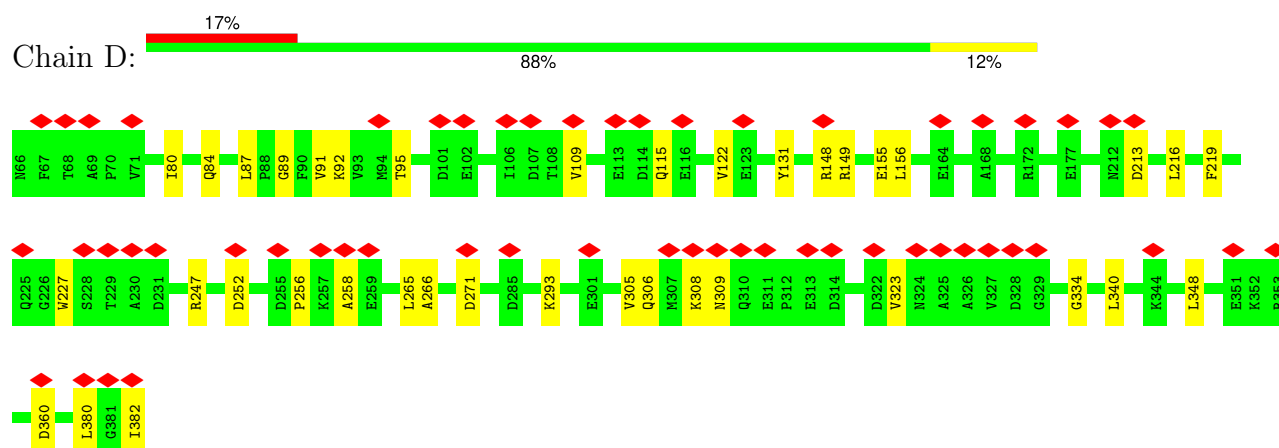 17%
Chain D:
88% 12%
N66 F67 T68 A69 P70 V71 I80 Q84 L87 P88 G89 F90 V91 K92 V93 M94 T95 D101 E102 I106 D107 T108 V109 E113 D114 Q115 E116 V122 E123 Y131 R148 R149 E155 L156 E164 A168 R172 E177 N212 D213 L216 F219
Q225 G226 W227 S228 T229 A230 D231 R247 D252 D255 P256 K257 A258 E259 L265 A266 D271 D285 K293 E301 V305 Q306 M307 K308 N309 Q310 E311 P312 E313 D314 D322 V323 N324 A325 A326 V327 D328 G329 G334 L340 K344 L348 E351 K352
D360 L380 G381 I382